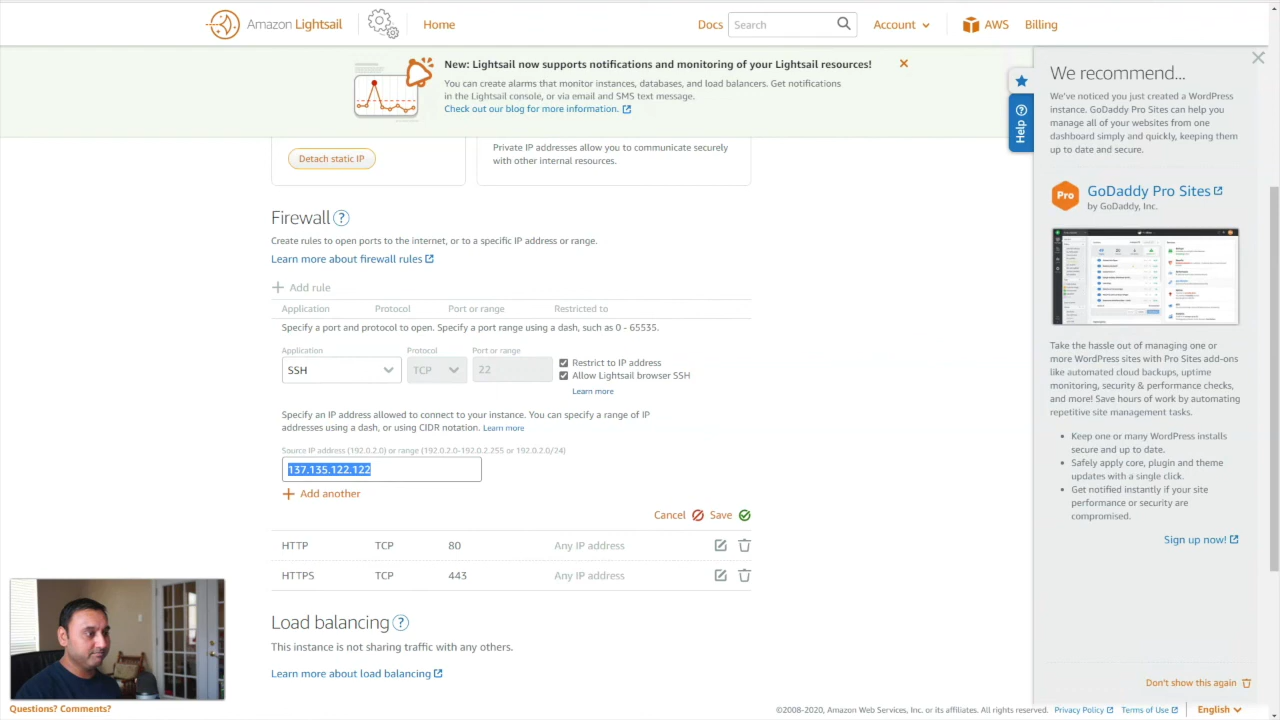 Amazon Lightsail
Home
Docs
Search
Account
AWS
Billing
New: Lightsail now supports notifications and monitoring of your Lightsail resources!
You can create alarms that monitor instances, databases, and load balancers. Get notifications
in the Lightsail console, or via email and SMS text message.
Check out our blog for more information.
Detach static IP
Private IP addresses allow you to communicate securely
with other internal resources.
Firewall ?
Create rules to open ports to the internet, or to a specific IP address or range.
Learn more about firewall rules
+ Add rule
Application Protocol Port or range Restricted to
Specify a port and protocol to open. Specify a port range using a dash, such as 0 - 65535.
Application Protocol Port or range
SSH TCP 22
Restrict to IP address
Allow Lightsail browser SSH
Learn more
Specify an IP address allowed to connect to your instance. You can specify a range of IP
addresses using a dash, or using CIDR notation. Learn more
Source IP address (192.0.2.0) or range (192.0.2.0-192.0.2.255 or 192.0.2.0/24)
137.135.122.122
+ Add another
Cancel Save
HTTP TCP 80 Any IP address
HTTPS TCP 443 Any IP address
Load balancing ?
This instance is not sharing traffic with any others.
Learn more about load balancing
Questions? Comments?
Help ?
We recommend...
We've noticed you just created a WordPress
instance. GoDaddy Pro Sites can help you
manage all of your websites from one
dashboard simply and quickly, keeping them
up to date and secure.
Pro
GoDaddy Pro Sites
by GoDaddy, Inc.
Take the hassle out of managing one or
more WordPress sites with Pro Sites add-ons
like automated cloud backups, uptime
monitoring, security & performance checks,
and more! Save hours of work by automating
repetitive site management tasks.
• Keep one or many WordPress installs
secure and up to date.
• Safely apply core, plugin and theme
updates with a single click.
• Get notified instantly if your site
performance or security are
compromised.
Sign up now!
Don't show this again
©2008-2020, Amazon Web Services, Inc. or its affiliates. All rights reserved. Privacy Policy Terms of Use English